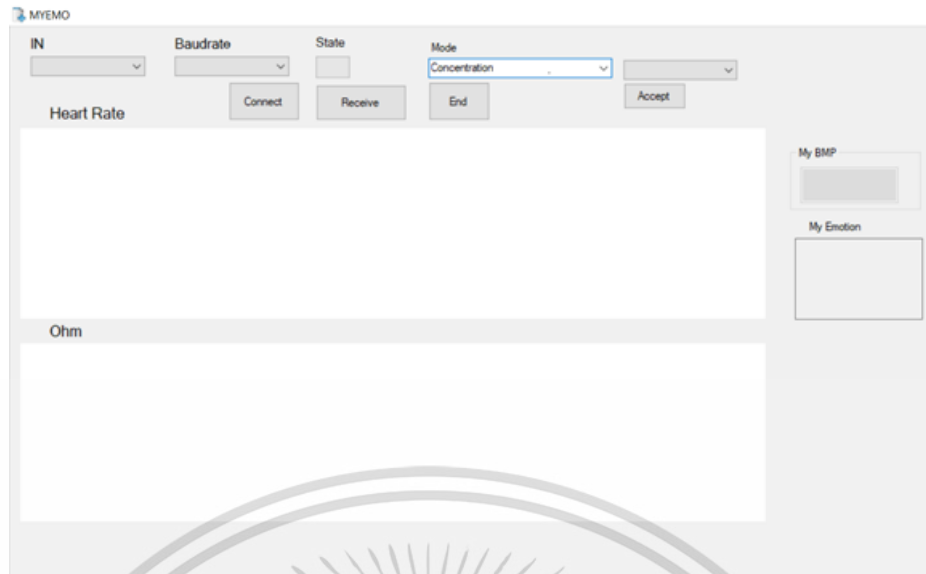 MYEMO
IN
Baudrate
State
Mode
Concentration
Connect
Receive
End
Accept
Heart Rate
My BMP
My Emotion
Ohm